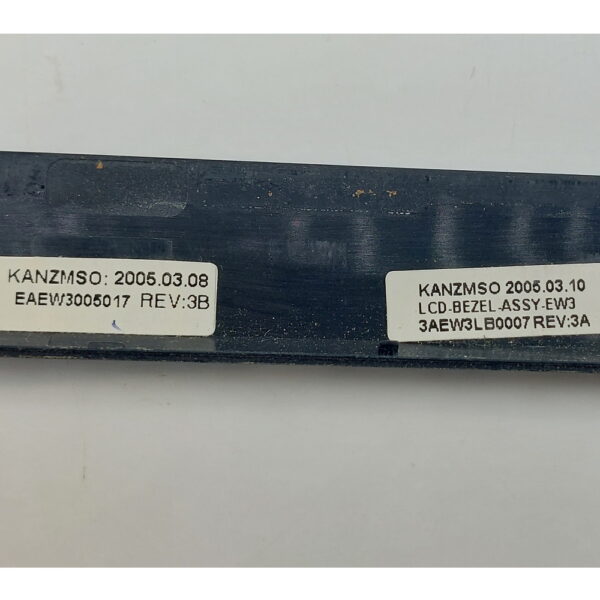 KANZMSO: 2005.03.08
EAEW3005017 REV:3B
KANZMSO 2005.03.10
LCD-BEZEL-ASSY-EW3
3AEW3LB0007 REV:3A